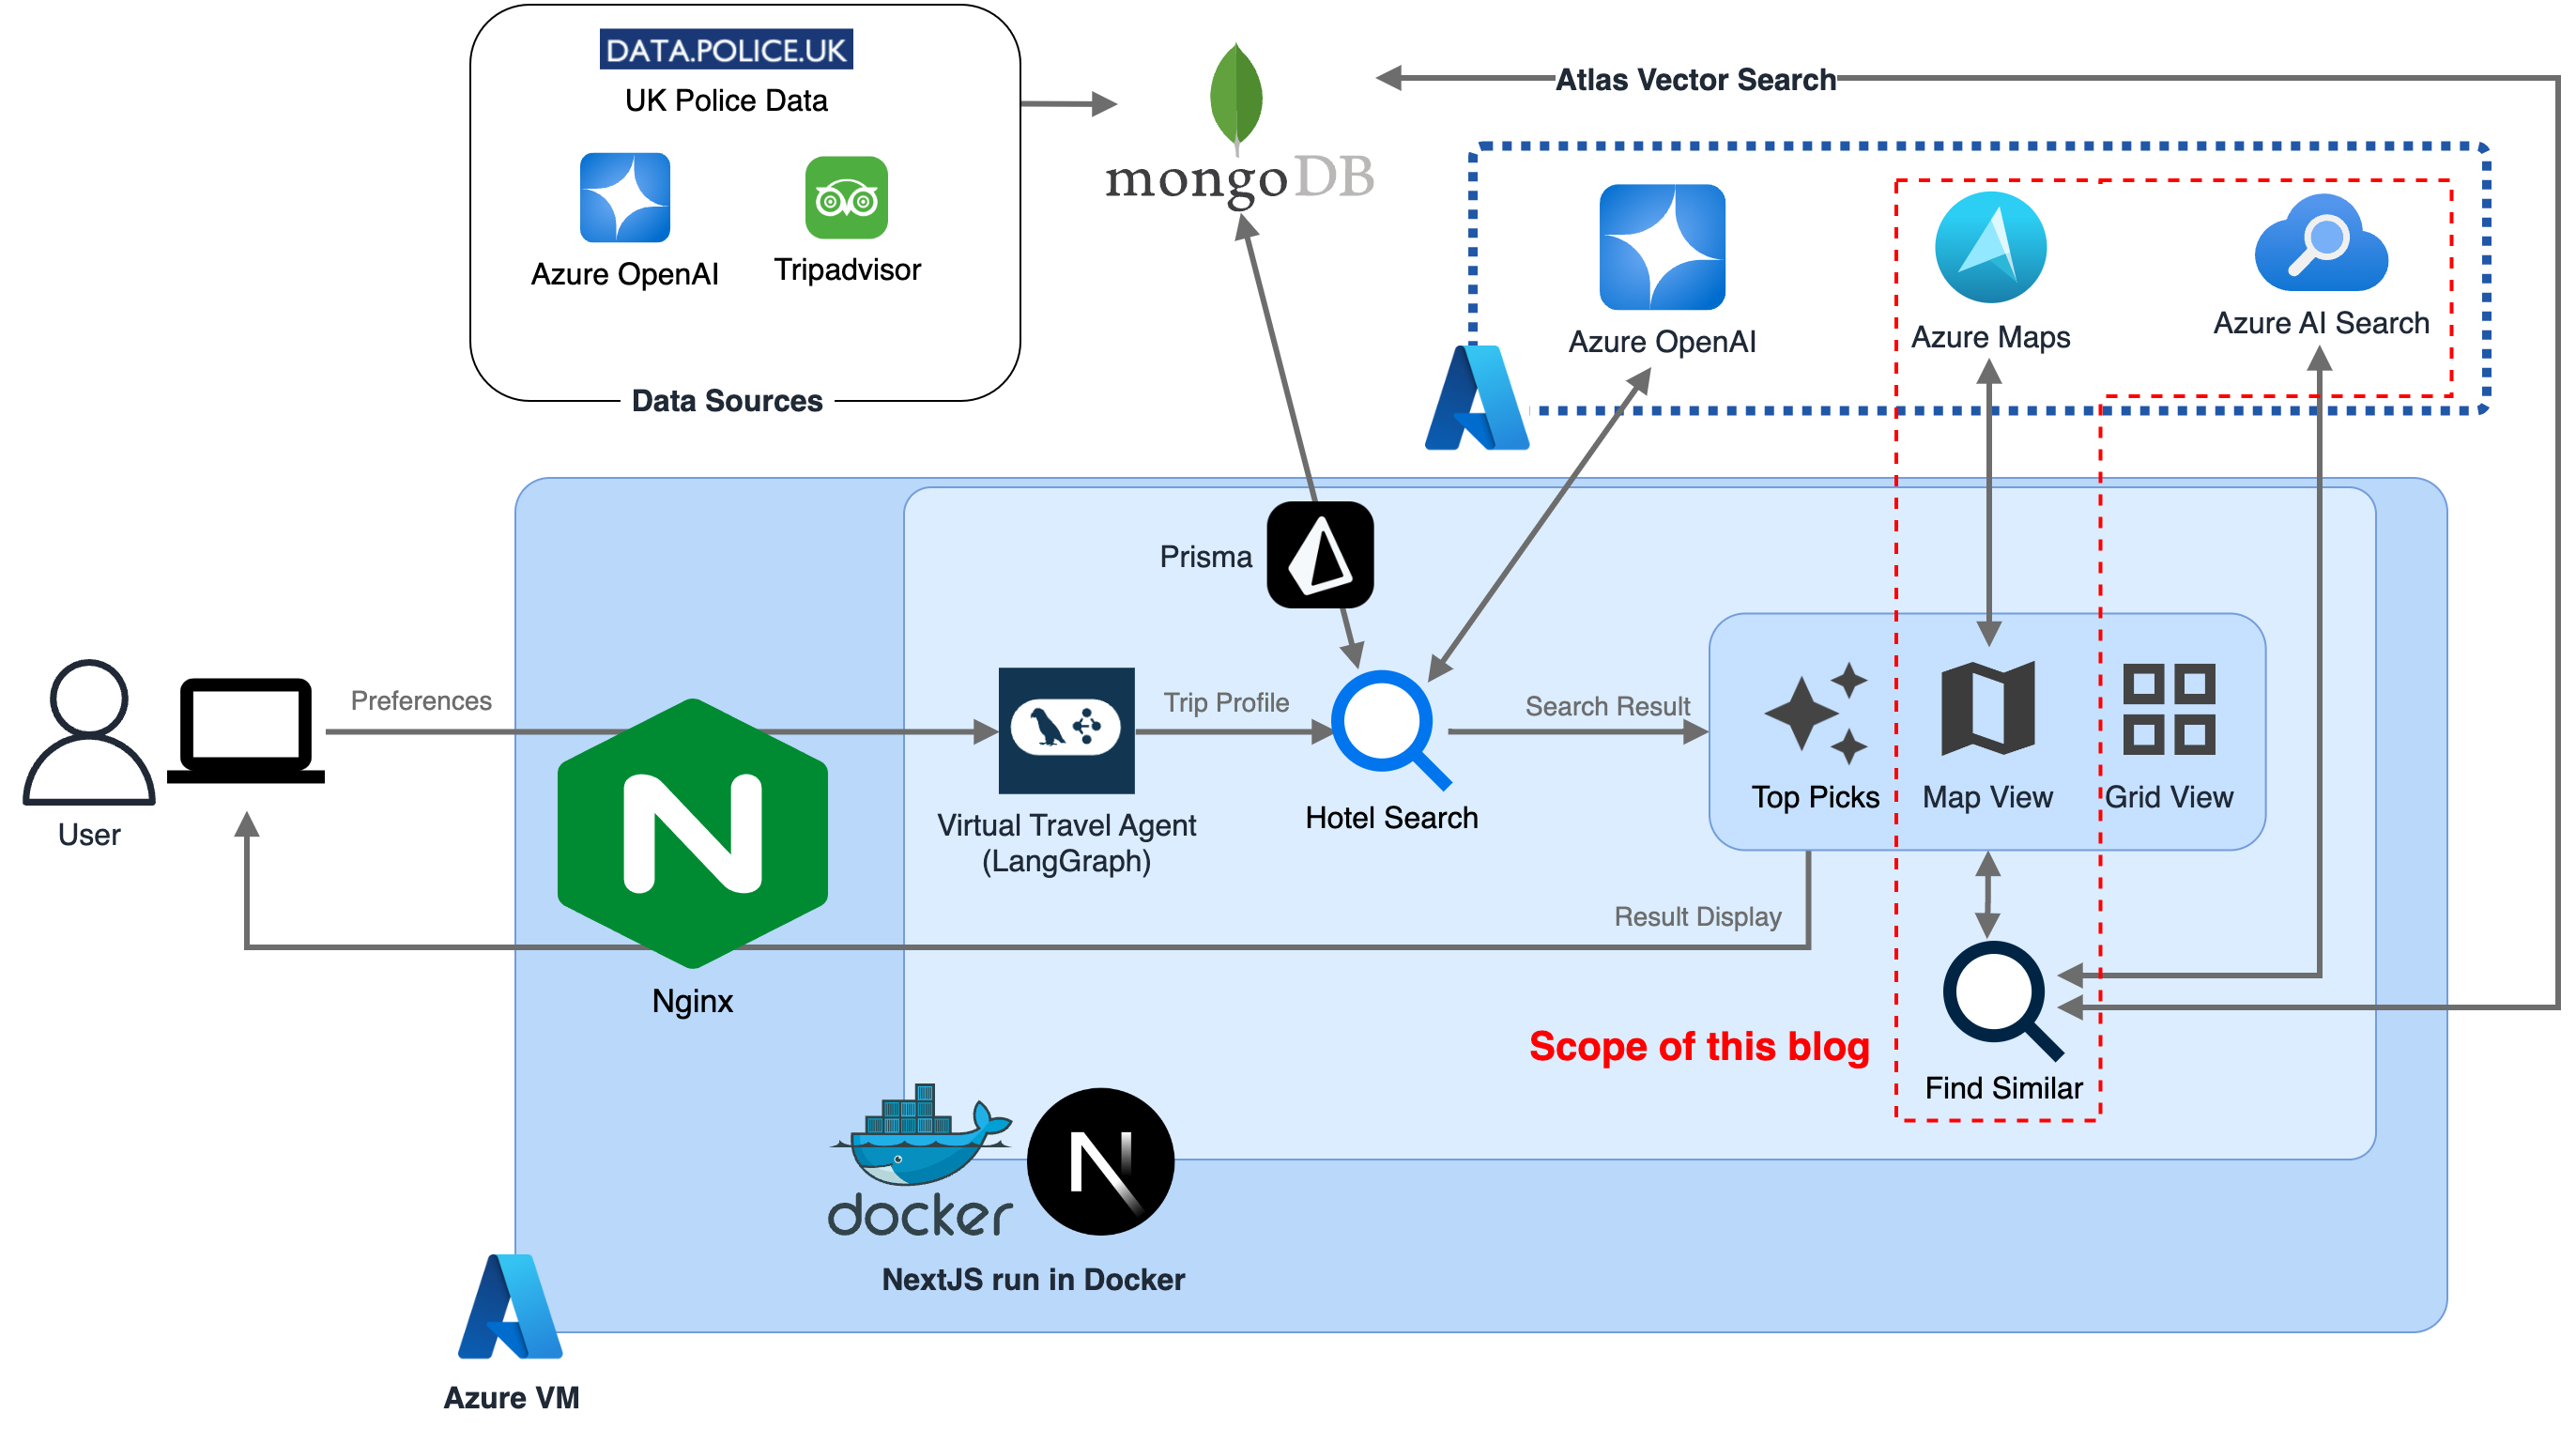 DATA.POLICE.UK
UK Police Data
Azure OpenAI
Tripadvisor
Data Sources
mongoDB
Atlas Vector Search
Azure OpenAI
Azure Maps
Azure AI Search
Prisma
User
Preferences
Nginx
Virtual Travel Agent
(LangGraph)
Trip Profile
Hotel Search
Search Result
Top Picks
Map View
Grid View
Result Display
Scope of this blog
Find Similar
docker
NextJS run in Docker
Azure VM